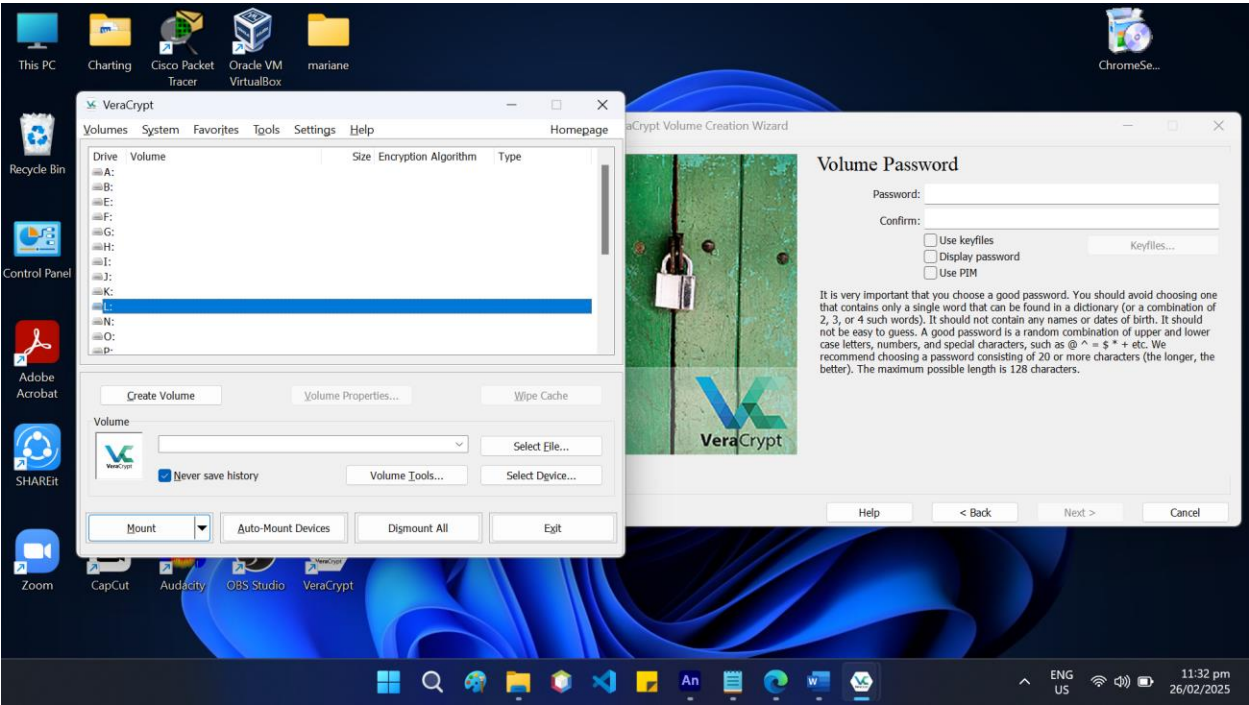 This PC
Charting
Cisco Packet
Tracer
Oracle VM
VirtualBox
mariane
ChromeSe...
Recycle Bin
Control Panel
Adobe
Acrobat
SHAREit
Zoom
CapCut
Audacity
OBS Studio
VeraCrypt
VeraCrypt
Volumes System Favorites Tools Settings Help Homepage
Drive Volume Size Encryption Algorithm Type
A:
B:
E:
F:
G:
H:
I:
J:
K:
L:
N:
O:
P:
Create Volume Volume Properties... Wipe Cache
Volume
VeraCrypt
Select File...
Never save history Volume Tools... Select Device...
Mount Auto-Mount Devices Dismount All Exit
aCrypt Volume Creation Wizard
VeraCrypt
Volume Password
Password:
Confirm:
Use keyfiles Keyfiles...
Display password
Use PIM
It is very important that you choose a good password. You should avoid choosing one
that contains only a single word that can be found in a dictionary (or a combination of
2, 3, or 4 such words). It should not contain any names or dates of birth. It should
not be easy to guess. A good password is a random combination of upper and lower
case letters, numbers, and special characters, such as @ ^ = $ * + etc. We
recommend choosing a password consisting of 20 or more characters (the longer, the
better). The maximum possible length is 128 characters.
Help < Back Next > Cancel
An
W
ENG
US
11:32 pm
26/02/2025